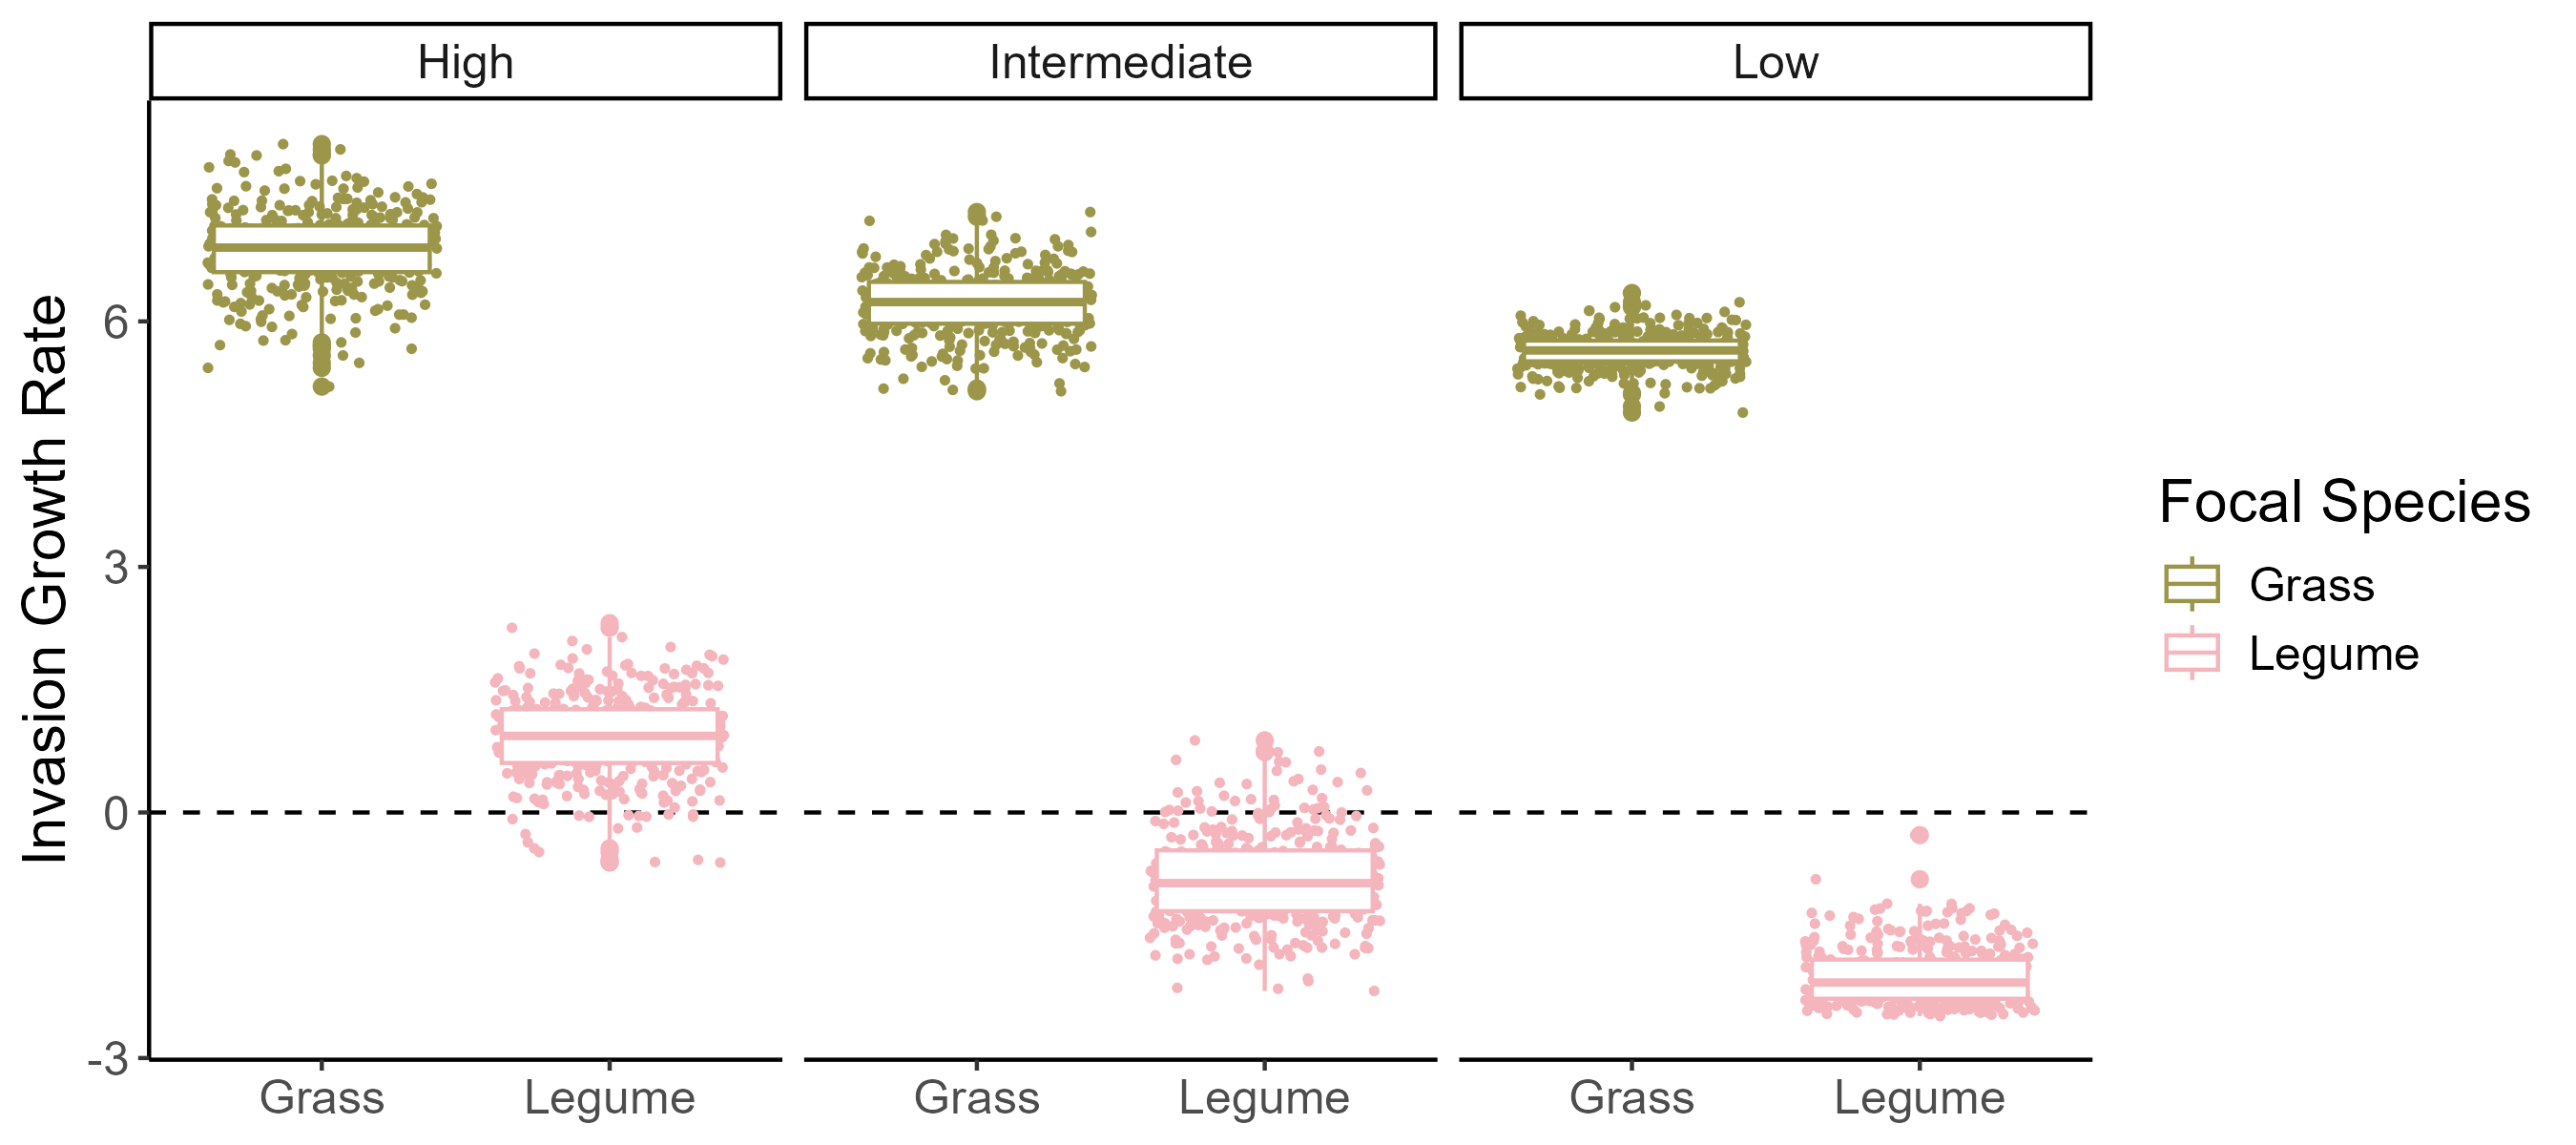 High
Intermediate
Low
Invasion Growth Rate
6
3
0
-3
Grass
Legume
Grass
Legume
Grass
Legume
Focal Species
Grass
Legume